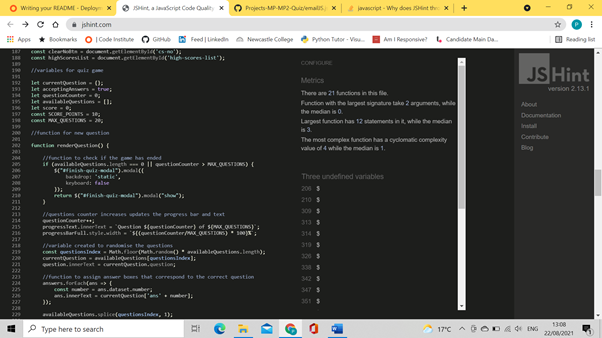 Writing your README - Deploym
JSHint, a JavaScript Code Quality
Projects-MP-MP2-Quiz/email35.j
javascript - Why does JSHint thr
jshint.com
Apps
Bookmarks
[ Code Institute
GitHub
Feed | LinkedIn
Newcastle College
Python Tutor - Visu...
Am I Responsive?
Candidate Main Da...
Reading list
187 const clearNoBtn = document.getElementById('cs-no');
188 const highScoresList = document.getElementById('high-scores-list');
189
190 //variables for quiz game
191
192 let currentQuestion = {};
193 let acceptingAnswers = true;
194 let questionCounter = 0;
195 let availableQuestions = [];
196 let score = 0;
197 const SCORE_POINTS = 10;
198 const MAX_QUESTIONS = 20;
199
200 //function for new question
201
202 function renderQuestion() {
203
204 //function to check if the game has ended
205 if (availableQuestions.length === 0 || questionCounter > MAX_QUESTIONS) {
206 $("#finish-quiz-modal").modal({
207 backdrop: 'static',
208 keyboard: false
209 });
210 return $("#finish-quiz-modal").modal("show");
211 }
212
213 //questions counter increases updates the progress bar and text
214 questionCounter++;
215 progressText.innerText = `Question ${questionCounter} of ${MAX_QUESTIONS}`;
216 progressBarFull.style.width = `${(questionCounter/MAX_QUESTIONS) * 100}%`;
217
218 //variable created to randomise the questions
219 const questionsIndex = Math.floor(Math.random() * availableQuestions.length);
220 currentQuestion = availableQuestions[questionsIndex];
221 question.innerText = currentQuestion.question;
222
223 //function to assign answer boxes that correspond to the correct question
224 answers.forEach(ans => {
225 const number = ans.dataset.number;
226 ans.innerText = currentQuestion['ans' + number];
227 });
228
229 availableQuestions.splice(questionsIndex, 1);
CONFIGURE
Metrics
There are 21 functions in this file.
Function with the largest signature take 2 arguments, while
the median is 0.
Largest function has 12 statements in it, while the median
is 3.
The most complex function has a cyclomatic complexity
value of 4 while the median is 1.
Three undefined variables
206 $
210 $
309 $
313 $
314 $
319 $
326 $
338 $
342 $
347 $
351 $
JSHint
version 2.13.1
About
Documentation
Install
Contribute
Blog
Type here to search
17°C
ENG
13:08
22/08/2021